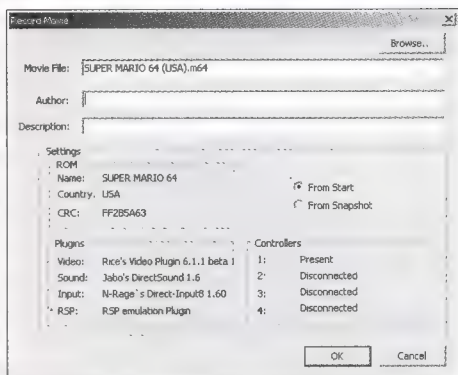 Record Movie
Browse..
Movie File: SUPER MARIO 64 (USA).m64
Author:
Description:
Settings
ROM
Name: SUPER MARIO 64
Country. USA
CRC: FF2B5A63
From Start
From Snapshot
Plugins
Video: Rice's Video Plugin 6.1.1 beta 1
Sound: Jabo's DirectSound 1.6
Input: N-Rage`s Direct-Input8 1.60
RSP: RSP emulation Plugin
Controllers
1: Present
2: Disconnected
3: Disconnected
4: Disconnected
OK
Cancel